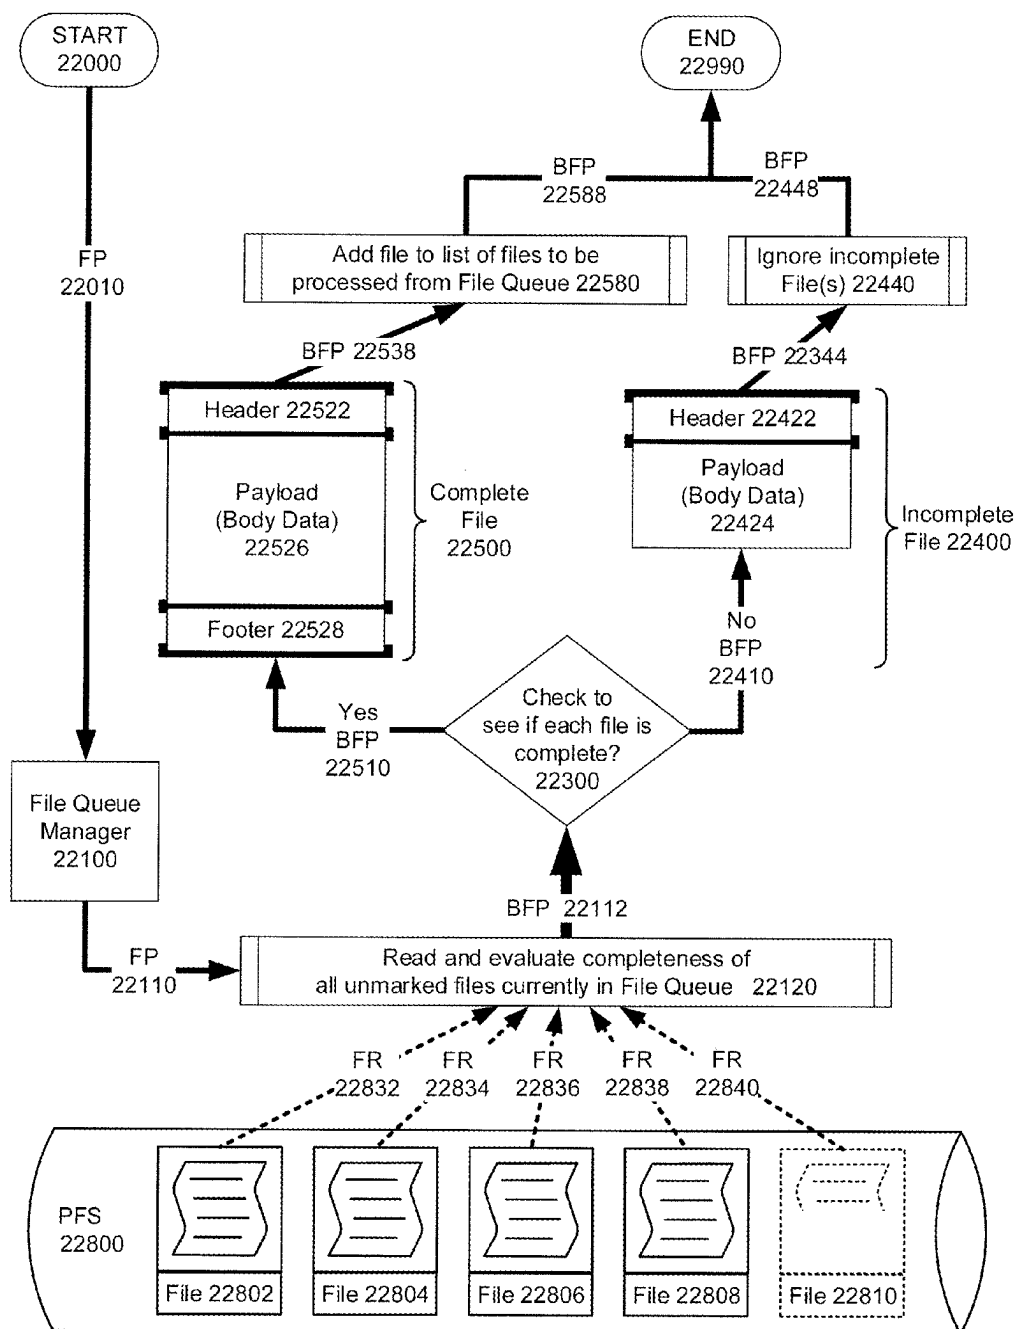 START
22000
END
22990
BFP
22588
BFP
22448
FP
22010
Add file to list of files to be
processed from File Queue 22580
Ignore incomplete
File(s) 22440
BFP 22538
BFP 22344
Header 22522
Payload
(Body Data)
22526
Footer 22528
Complete
File
22500
Header 22422
Payload
(Body Data)
22424
Incomplete
File 22400
No
BFP
22410
Yes
BFP
22510
Check to
see if each file is
complete?
22300
File Queue
Manager
22100
BFP 22112
FP
22110
Read and evaluate completeness of
all unmarked files currently in File Queue 22120
FR
22832
FR
22834
FR
22836
FR
22838
FR
22840
PFS
22800
File 22802
File 22804
File 22806
File 22808
File 22810